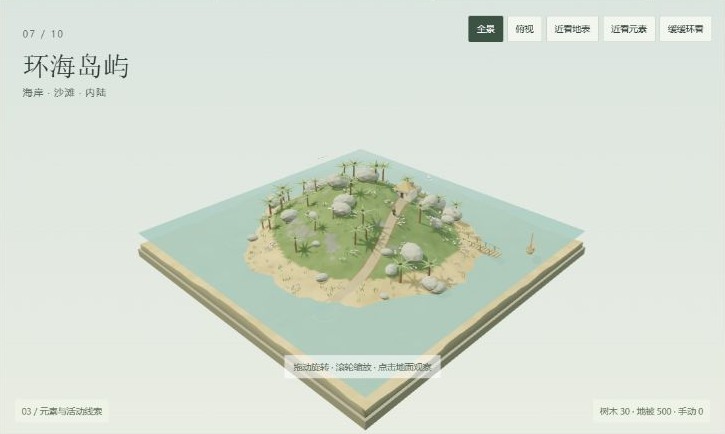 07 / 10
环海岛屿
海岸 · 沙滩 · 内陆
全景
俯视
近看地表
近看元素
缓缓环看
拖动旋转 · 滚轮缩放 · 点击地面观察
03 / 元素与活动线索
树木 30 · 地被 500 · 手动 0